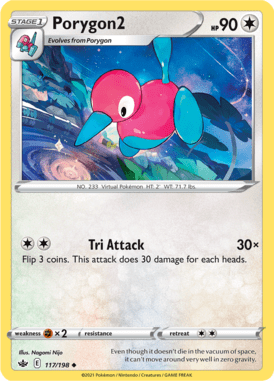 STAGE 1
Porygon2
HP 90
Evolves from Porygon
NO. 233 Virtual Pokémon HT: 2' WT: 71.7 lbs.
Tri Attack 30×
Flip 3 coins. This attack does 30 damage for each heads.
weakness ×2 resistance retreat
Illus. Nagomi Nijo
E 117/198
Even though it doesn't die in the vacuum of space,
it can't move around very well in zero gravity.
©2021 Pokémon / Nintendo / Creatures / GAME FREAK